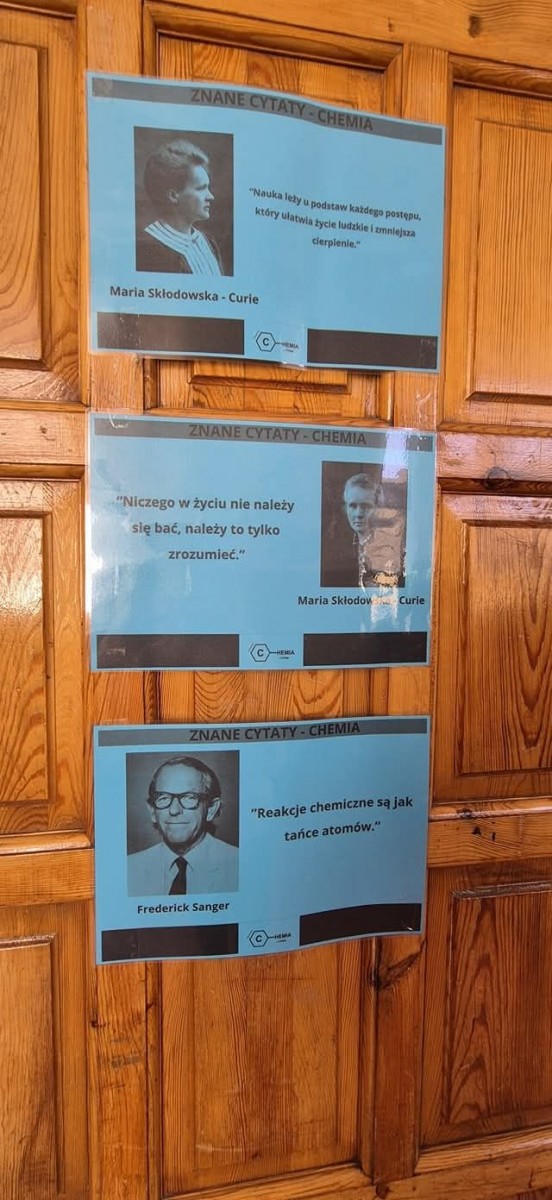 ZNANE CYTATY - CHEMIA
“Nauka leży u podstaw każdego postępu,
który ułatwia życie ludzkie i zmniejsza
cierpienie.”
Maria Skłodowska - Curie
C HEMIA
ZNANE CYTATY - CHEMIA
“Niczego w życiu nie należy
się bać, należy to tylko
zrozumieć.”
Maria Skłodowska - Curie
C HEMIA
ZNANE CYTATY - CHEMIA
“Reakcje chemiczne są jak
tańce atomów.”
Frederick Sanger
C HEMIA